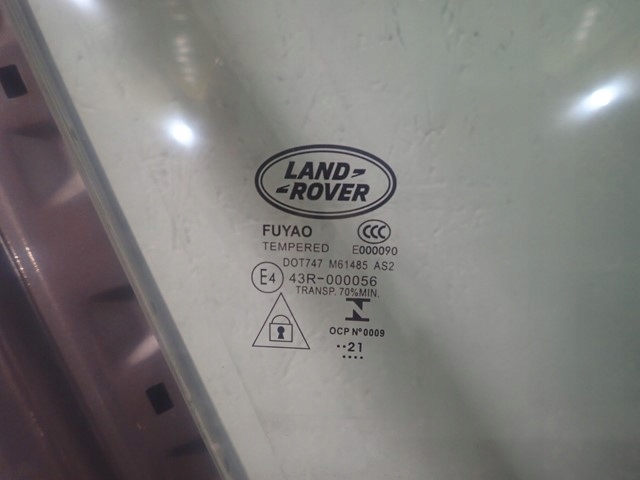 LAND
ROVER
FUYAO
CCC
TEMPERED E000090
DOT747 M61485 AS2
E4 43R-000056
TRANSP. 70%MIN.
OCP Nº0009
••21
••••